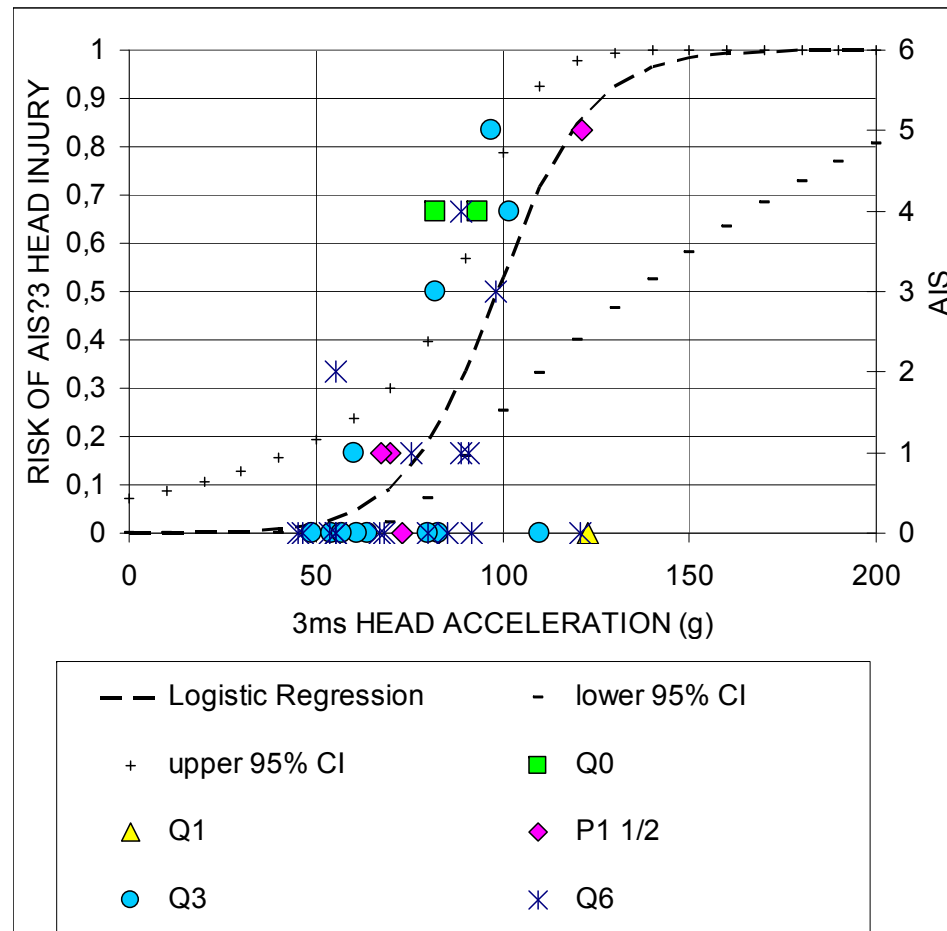 1
0,9
0,8
0,7
0,6
0,5
0,4
0,3
0,2
0,1
0
RISK OF AIS?3 HEAD INJURY
6
5
4
3
2
1
0
AIS
0 50 100 150 200
3ms HEAD ACCELERATION (g)
Logistic Regression lower 95% CI
upper 95% CI Q0
Q1 P1 1/2
Q3 Q6